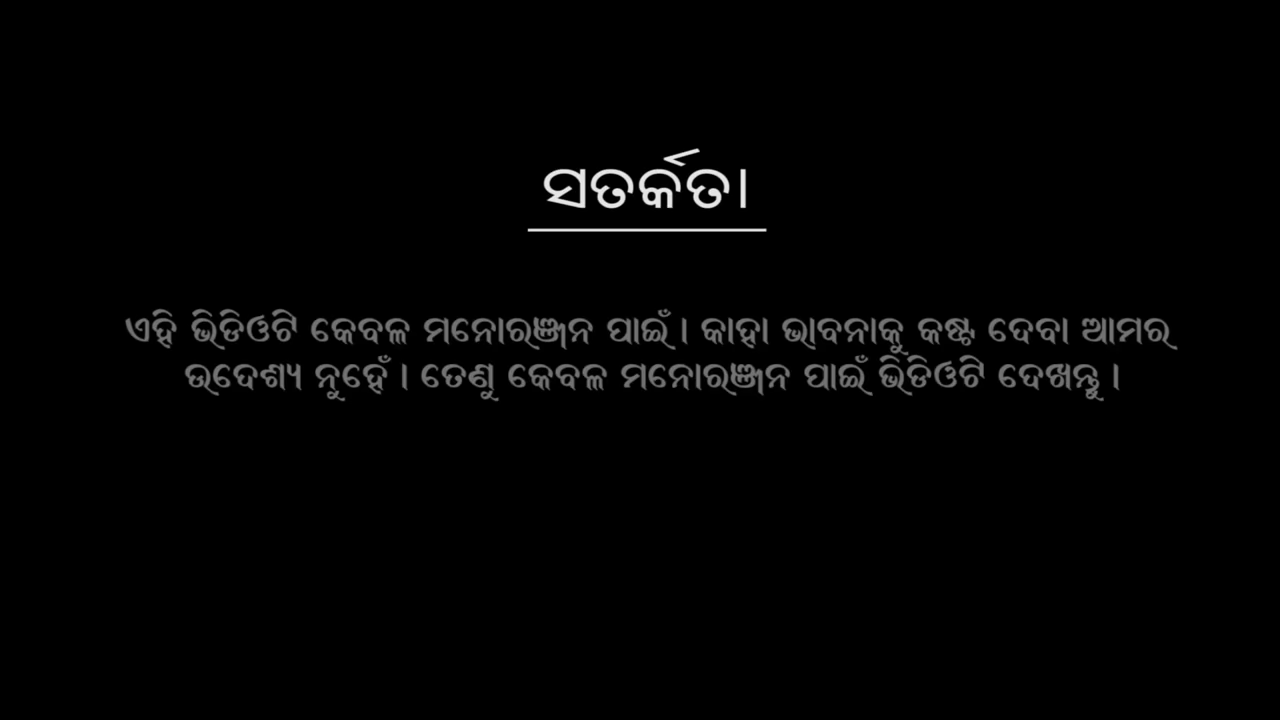 ସତର୍କତା
ଏହି ଭିଡିଓଟି କେବଳ ମନୋରଞ୍ଜନ ପାଇଁ । କାହା ଭାବନାକୁ କଷ୍ଟ ଦେବା ଆମର
ଉଦେଶ୍ୟ ନୁହେଁ । ତେଣୁ କେବଳ ମନୋରଞ୍ଜନ ପାଇଁ ଭିଡିଓଟି ଦେଖନ୍ତୁ ।